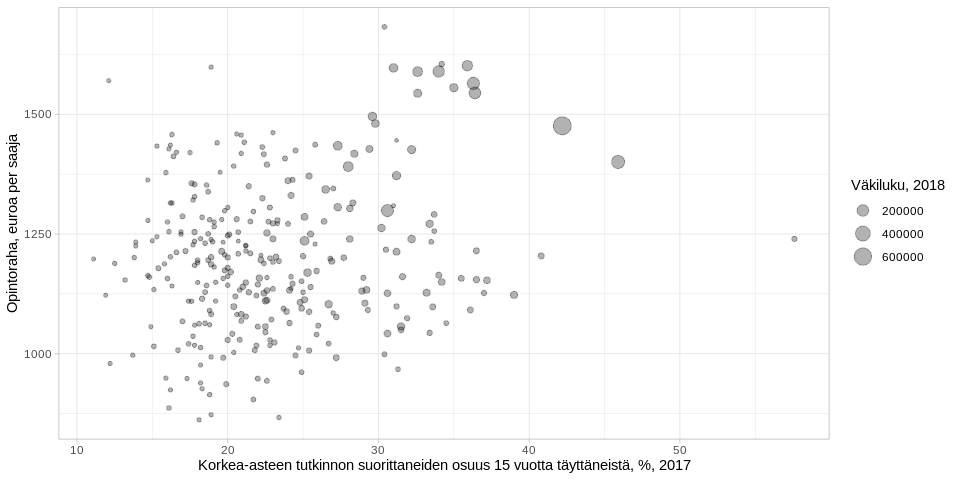 Opintoraha, euroa per saaja
1500
1250
1000
10 20 30 40 50
Korkea-asteen tutkinnon suorittaneiden osuus 15 vuotta täyttäneistä, %, 2017
Väkiluku, 2018
200000
400000
600000